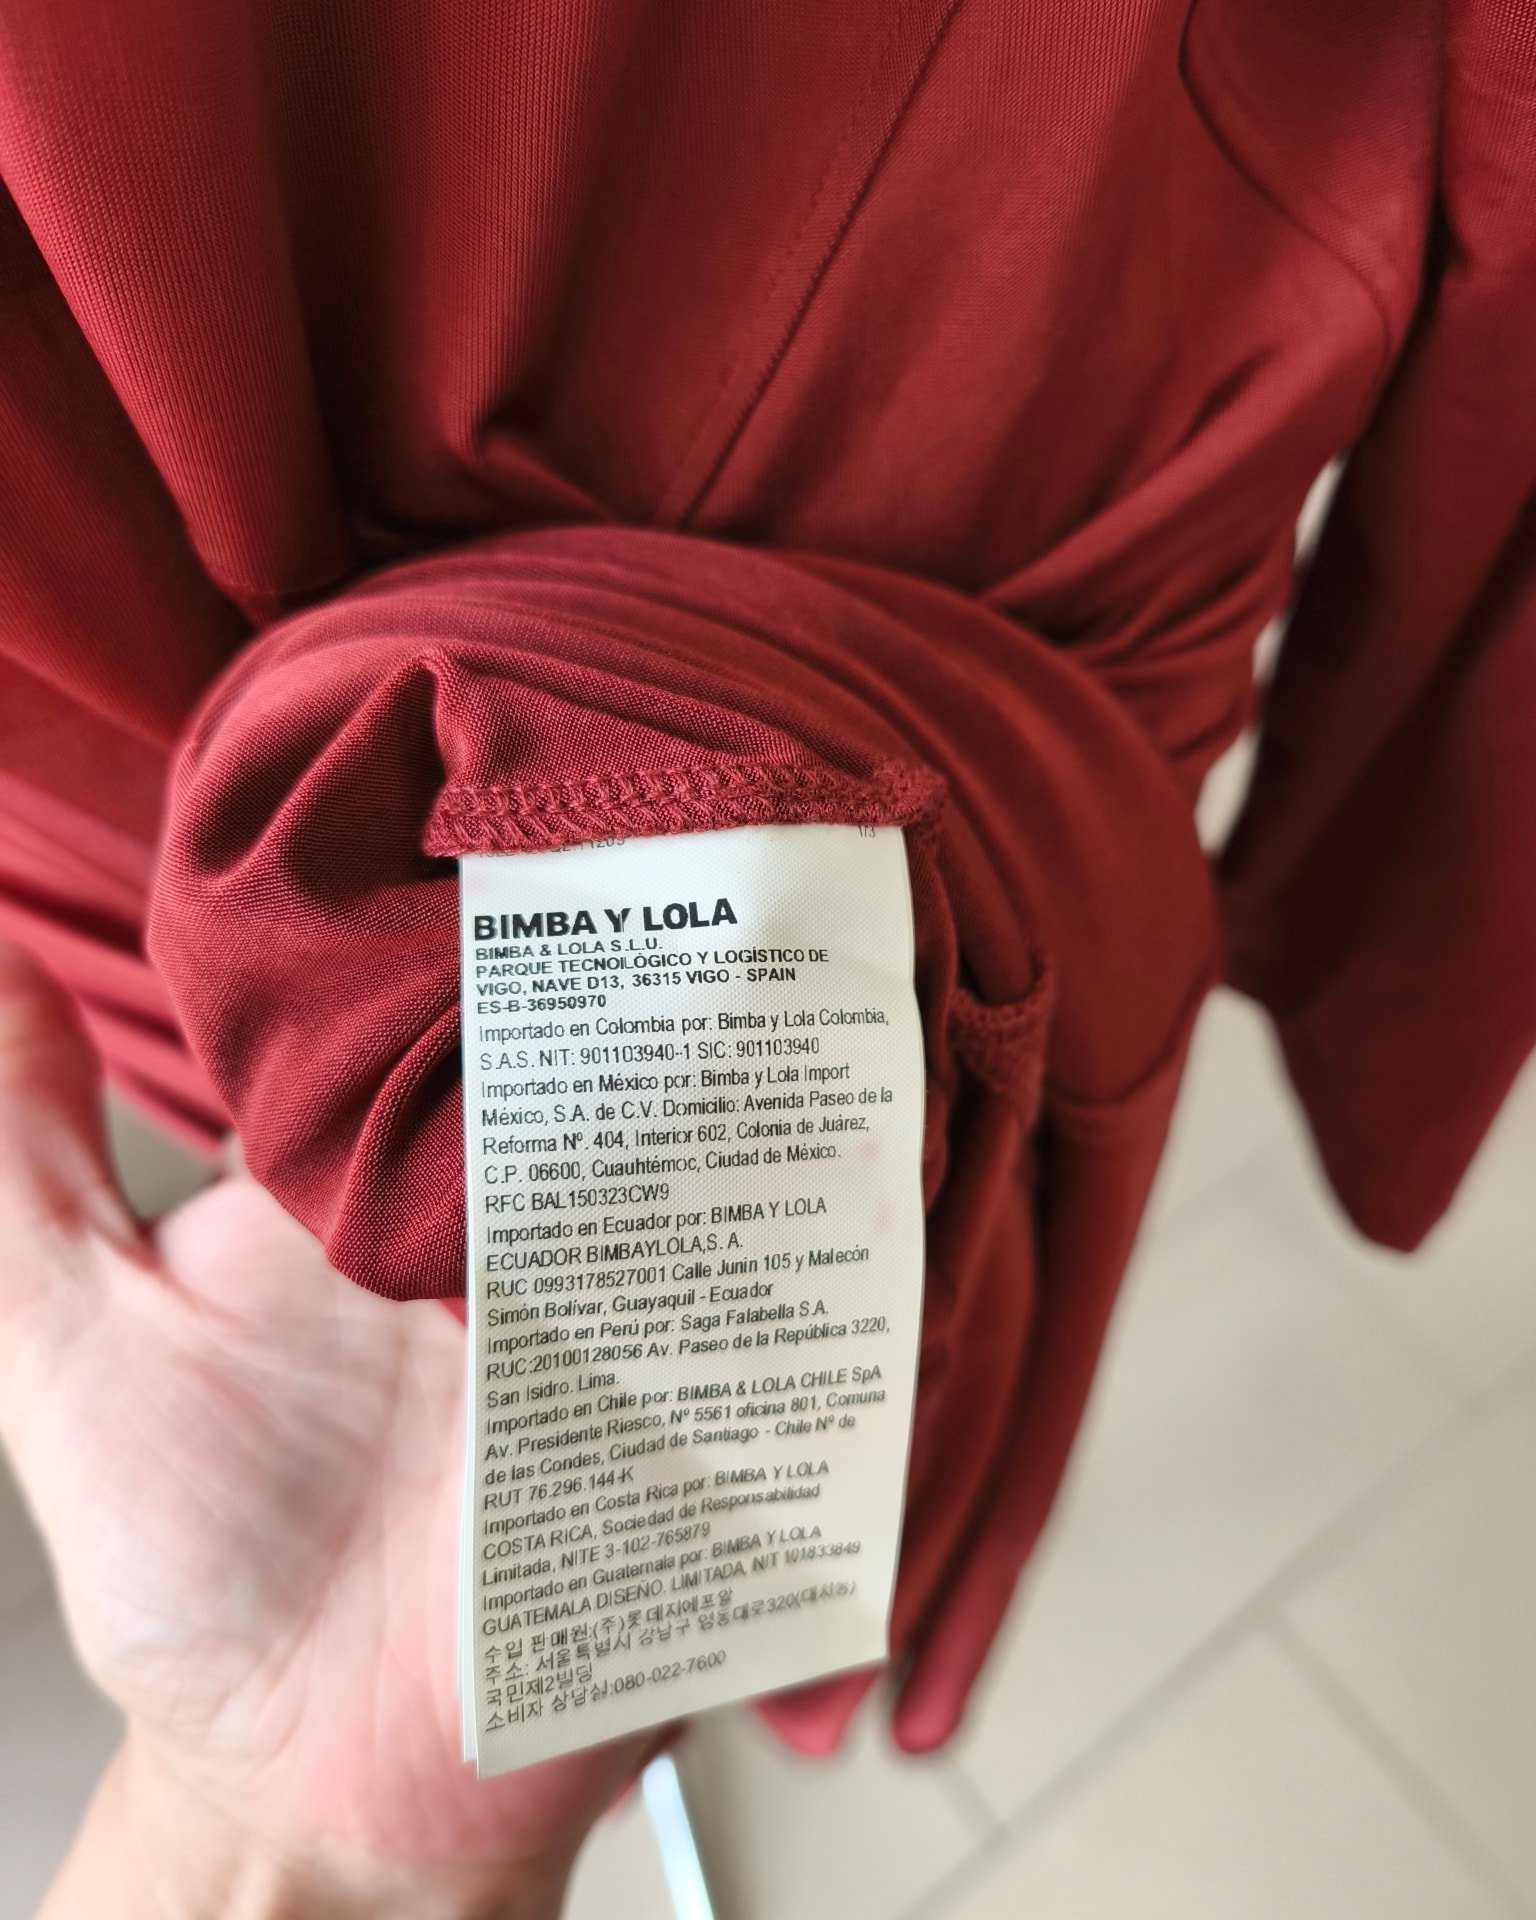 1/3
BIMBA Y LOLA
BIMBA & LOLA S.L.U.
PARQUE TECNOILÓGICO Y LOGÍSTICO DE
VIGO, NAVE D13, 36315 VIGO - SPAIN
ES-B-36950970
Importado en Colombia por: Bimba y Lola Colombia,
S.A.S. NIT: 901103940-1 SIC: 901103940
Importado en México por: Bimba y Lola Import
México, S.A. de C.V. Domicilio: Avenida Paseo de la
Reforma Nº. 404, Interior 602, Colonia de Juárez,
C.P. 06600, Cuauhtémoc, Ciudad de México.
RFC BAL150323CW9
Importado en Ecuador por: BIMBA Y LOLA
ECUADOR BIMBAYLOLA,S. A.
RUC 0993178527001 Calle Junin 105 y Malecón
Simón Bolívar, Guayaquil - Ecuador
Importado en Perú por: Saga Falabella S.A.
RUC:20100128056 Av. Paseo de la República 3220,
San Isidro. Lima.
Importado en Chile por: BIMBA & LOLA CHILE SpA
Av. Presidente Riesco, Nº 5561 oficina 801, Comuna
de las Condes, Ciudad de Santiago - Chile Nº de
RUT 76.296.144-K
Importado en Costa Rica por: BIMBA Y LOLA
COSTA RICA, Sociedad de Responsabilidad
Limitada, NITE 3-102-765879
Importado en Guatemala por: BIMBA Y LOLA
GUATEMALA DISEÑO. LIMITADA, NIT 101833849
수입 판매원:(주)롯데지에프알
주소: 서울특별시 강남구 영동대로320(대치동)
국민제2빌딩
소비자 상담실:080-022-7600